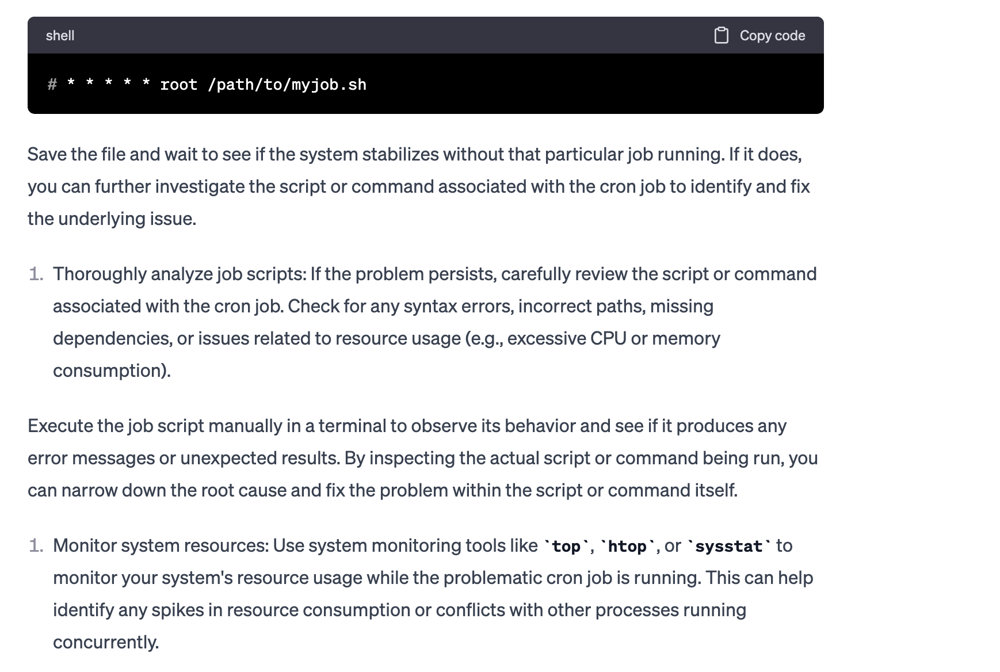 shell
Copy code
# * * * * * root /path/to/myjob.sh
Save the file and wait to see if the system stabilizes without that particular job running. If it does,
you can further investigate the script or command associated with the cron job to identify and fix
the underlying issue.
1. Thoroughly analyze job scripts: If the problem persists, carefully review the script or command
associated with the cron job. Check for any syntax errors, incorrect paths, missing
dependencies, or issues related to resource usage (e.g., excessive CPU or memory
consumption).
Execute the job script manually in a terminal to observe its behavior and see if it produces any
error messages or unexpected results. By inspecting the actual script or command being run, you
can narrow down the root cause and fix the problem within the script or command itself.
1. Monitor system resources: Use system monitoring tools like `top`, `htop`, or `sysstat` to
monitor your system's resource usage while the problematic cron job is running. This can help
identify any spikes in resource consumption or conflicts with other processes running
concurrently.